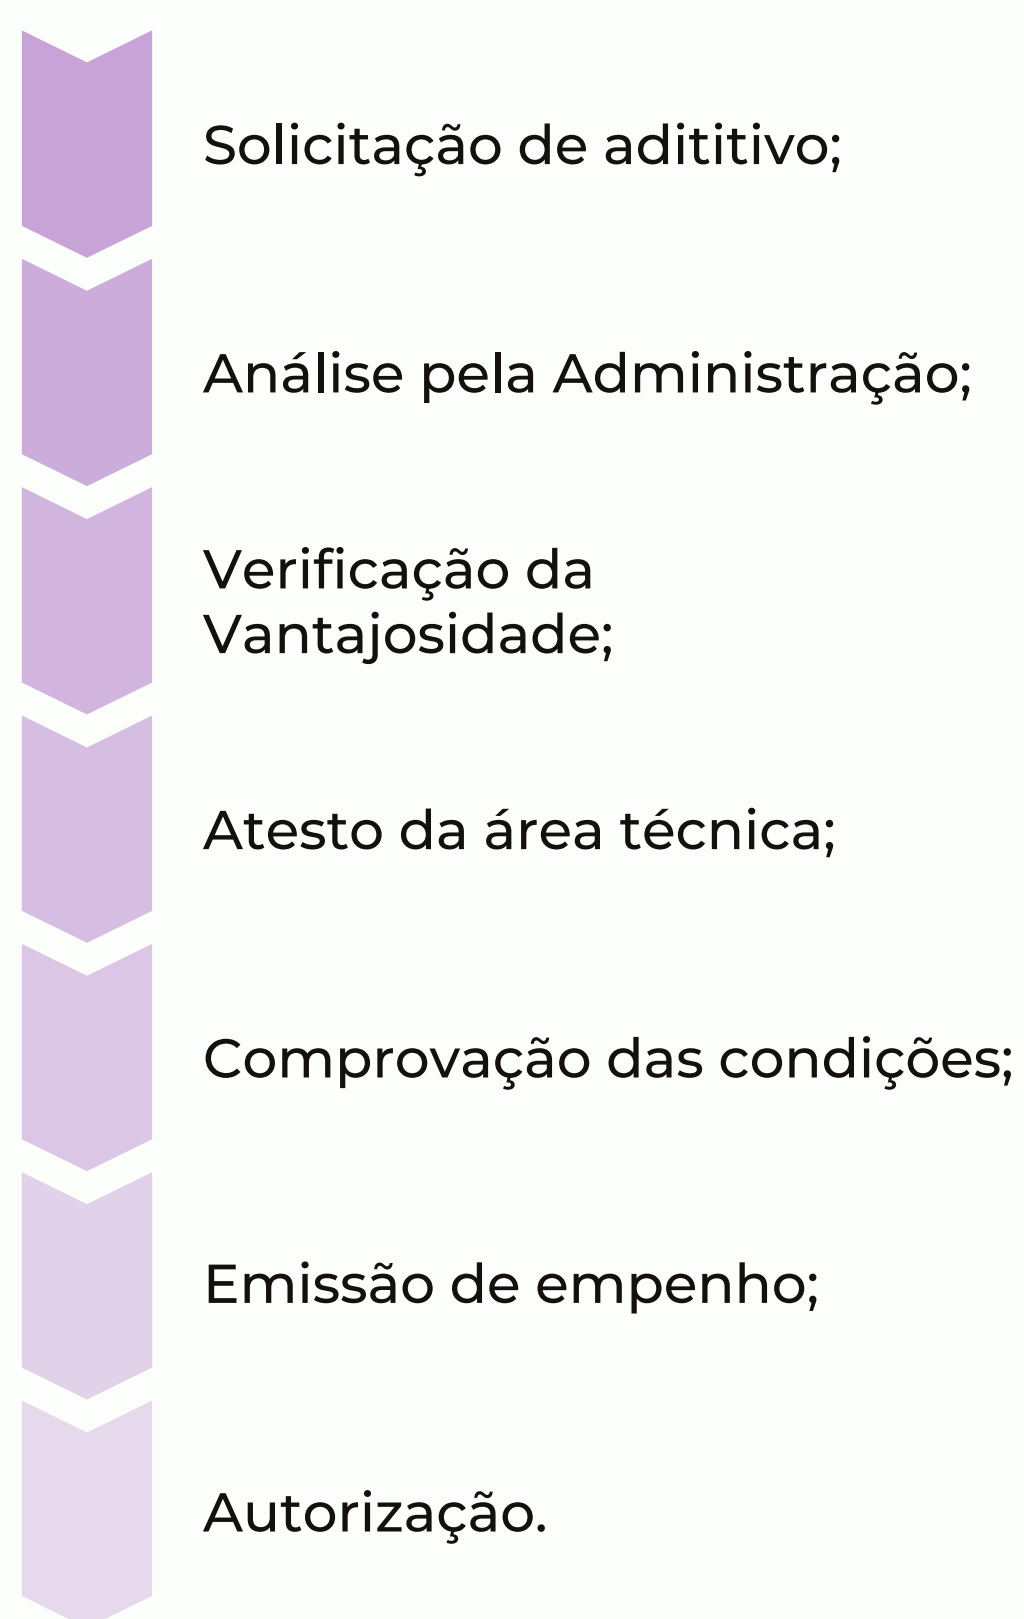 Solicitação de adititivo;
Análise pela Administração;
Verificação da
Vantajosidade;
Atesto da área técnica;
Comprovação das condições;
Emissão de empenho;
Autorização.